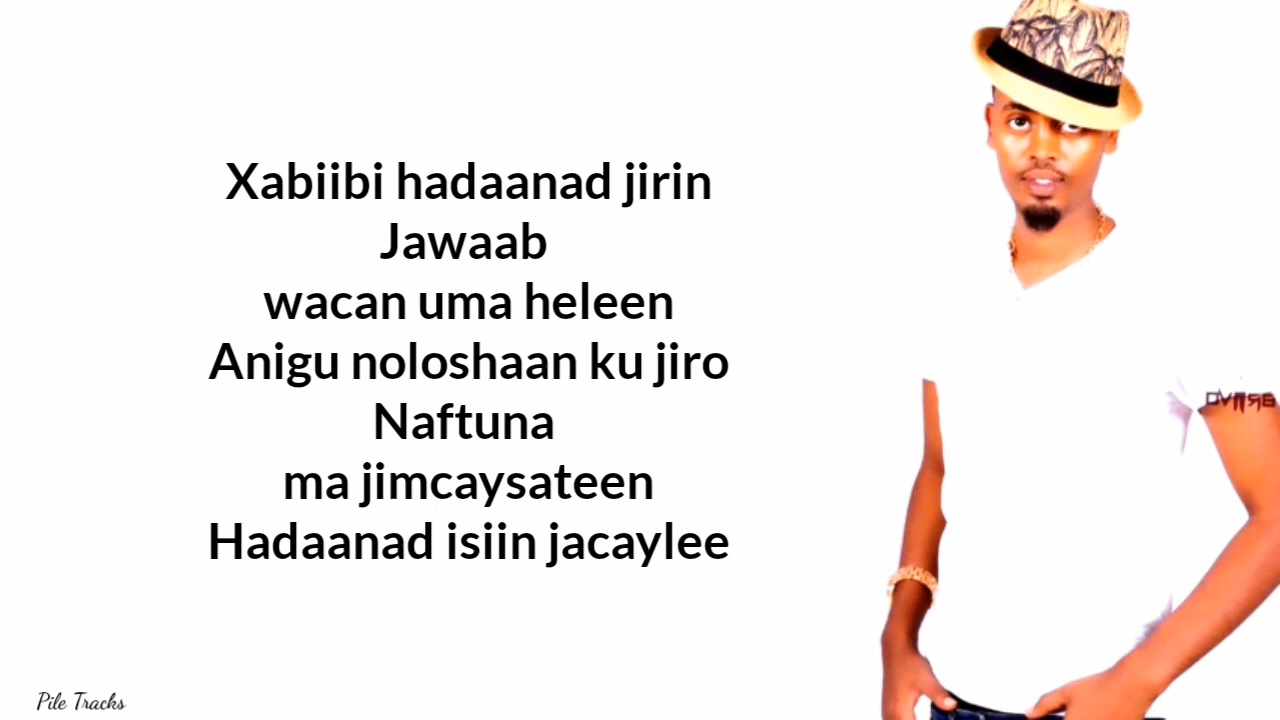 Xabiibi hadaanad jirin
Jawaab
wacan uma heleen
Anigu noloshaan ku jiro
Naftuna
ma jimcaysateen
Hadaanad isiin jacaylee
Pile Tracks